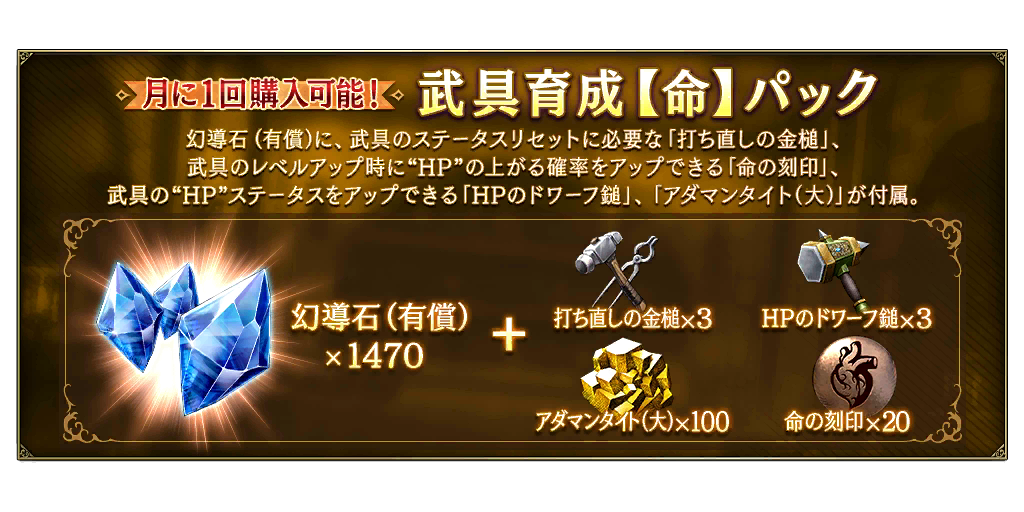 月に1回購入可能！ 武具育成【命】パック
幻導石（有償）に、武具のステータスリセットに必要な「打ち直しの金槌」、
武具のレベルアップ時に“HP”の上がる確率をアップできる「命の刻印」、
武具の“HP”ステータスをアップできる「HPのドワーフ鎚」、「アダマンタイト（大）」が付属。
幻導石（有償）
×1470
+
打ち直しの金槌×3
HPのドワーフ鎚×3
アダマンタイト（大）×100
命の刻印×20